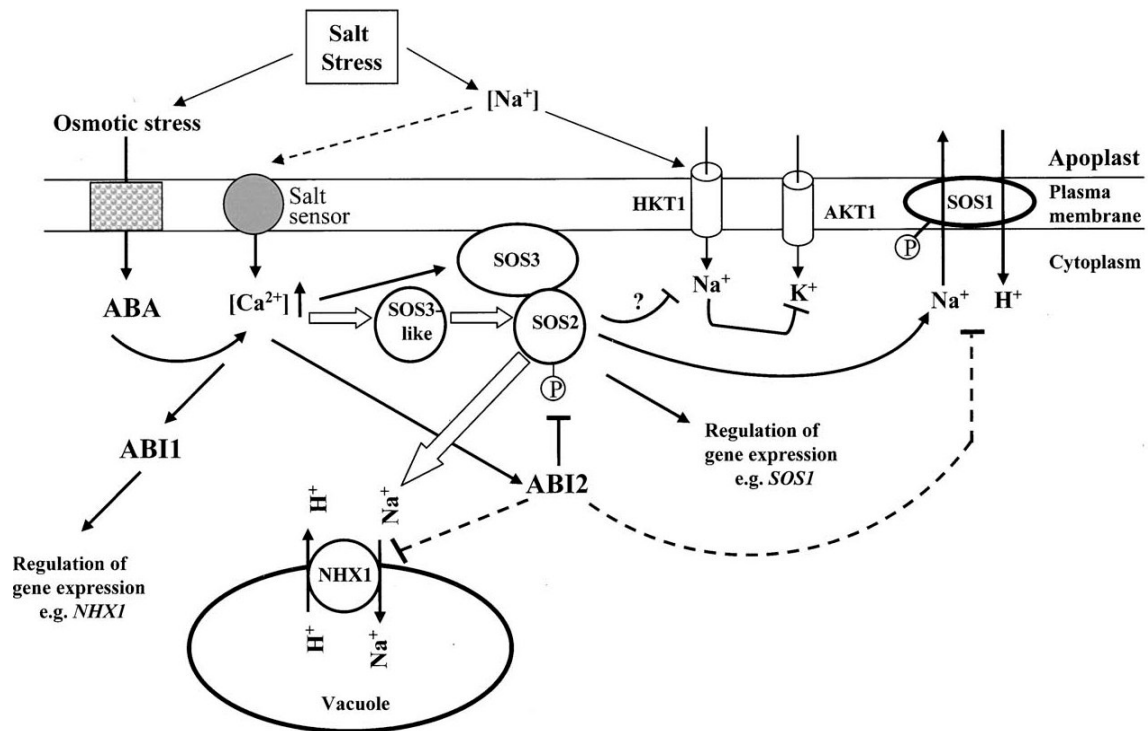 Salt
Stress
[Na⁺]
Osmotic stress
Apoplast
Salt
sensor
HKT1
AKT1
SOS1
Plasma
membrane
P
Cytoplasm
SOS3
ABA
[Ca²⁺]
SOS3-
like
SOS2
?
Na⁺
K⁺
Na⁺
H⁺
P
ABI1
ABI2
Regulation of
gene expression
e.g. SOS1
H⁺
Na⁺
Regulation of
gene expression
e.g. NHX1
NHX1
H⁺
Na⁺
Vacuole